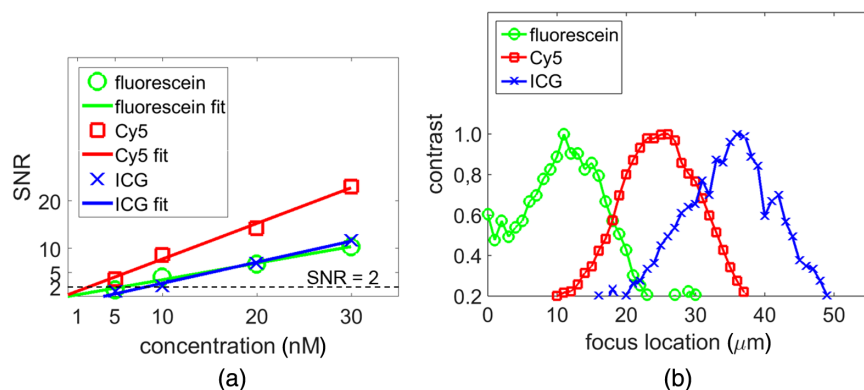 fluorescein
fluorescein fit
Cy5
Cy5 fit
ICG
ICG fit
SNR
20
10
5
2
SNR = 2
1 5 10 20 30
concentration (nM)
(a)
fluorescein
Cy5
ICG
contrast
1.0
0,8
0.6
0.4
0.2
0 10 20 30 40 50
focus location (μm)
(b)